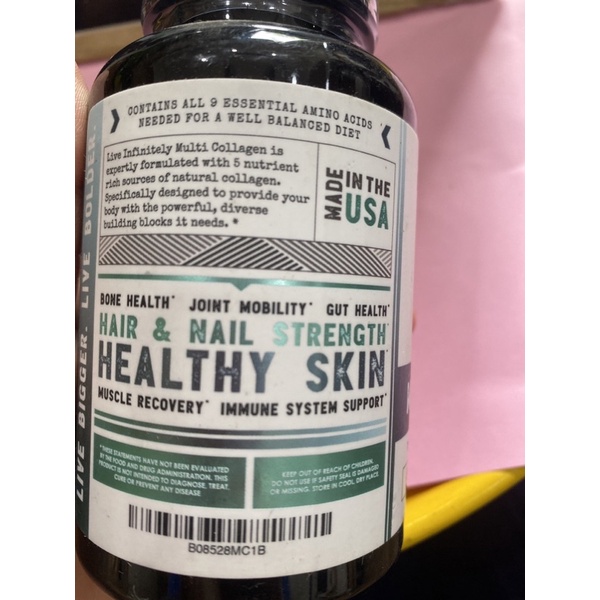 CONTAINS ALL 9 ESSENTIAL AMINO ACIDS
NEEDED FOR A WELL BALANCED DIET
Live Infinitely Multi Collagen is
expertly formulated with 5 nutrient
rich sources of natural collagen.
Specifically designed to provide your
body with the powerful, diverse
building blocks it needs. *
MADE
IN THE
USA
BONE HEALTH* JOINT MOBILITY* GUT HEALTH*
HAIR & NAIL STRENGTH*
HEALTHY SKIN*
MUSCLE RECOVERY* IMMUNE SYSTEM SUPPORT*
*THESE STATEMENTS HAVE NOT BEEN EVALUATED
BY THE FOOD AND DRUG ADMINISTRATION. THIS
PRODUCT IS NOT INTENDED TO DIAGNOSE, TREAT,
CURE OR PREVENT ANY DISEASE
KEEP OUT OF REACH OF CHILDREN.
DO NOT USE IF SAFETY SEAL IS DAMAGED
OR MISSING. STORE IN COOL, DRY PLACE.
B08528MC1B
LIVE BIGGER. LIVE BOLDER.